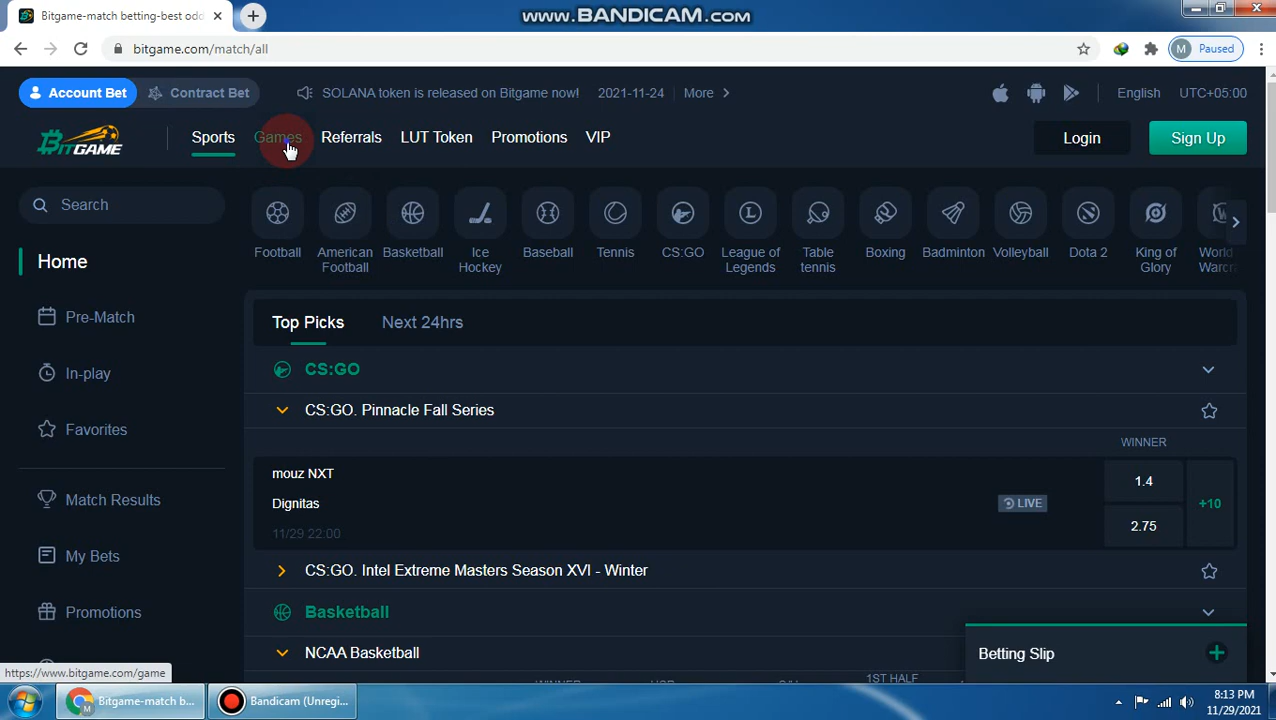 Bitgame-match betting-best odd
www.BANDICAM.com
bitgame.com/match/all
M Paused
Account Bet
Contract Bet
SOLANA token is released on Bitgame now! 2021-11-24 More
English UTC+05:00
BITGAME
Sports Games Referrals LUT Token Promotions VIP
Login Sign Up
Search
Football
American Football
Basketball
Ice Hockey
Baseball
Tennis
CS:GO
League of Legends
Table tennis
Boxing
Badminton
Volleyball
Dota 2
King of Glory
World Warcr
Home
Pre-Match
In-play
Favorites
Match Results
My Bets
Promotions
Top Picks Next 24hrs
CS:GO
CS:GO. Pinnacle Fall Series
WINNER
mouz NXT
1.4
Dignitas
LIVE
+10
2.75
11/29 22:00
CS:GO. Intel Extreme Masters Season XVI - Winter
Basketball
NCAA Basketball
Betting Slip
1ST HALF
https://www.bitgame.com/game
Bitgame-match b...
Bandicam (Unregi...
8:13 PM
11/29/2021